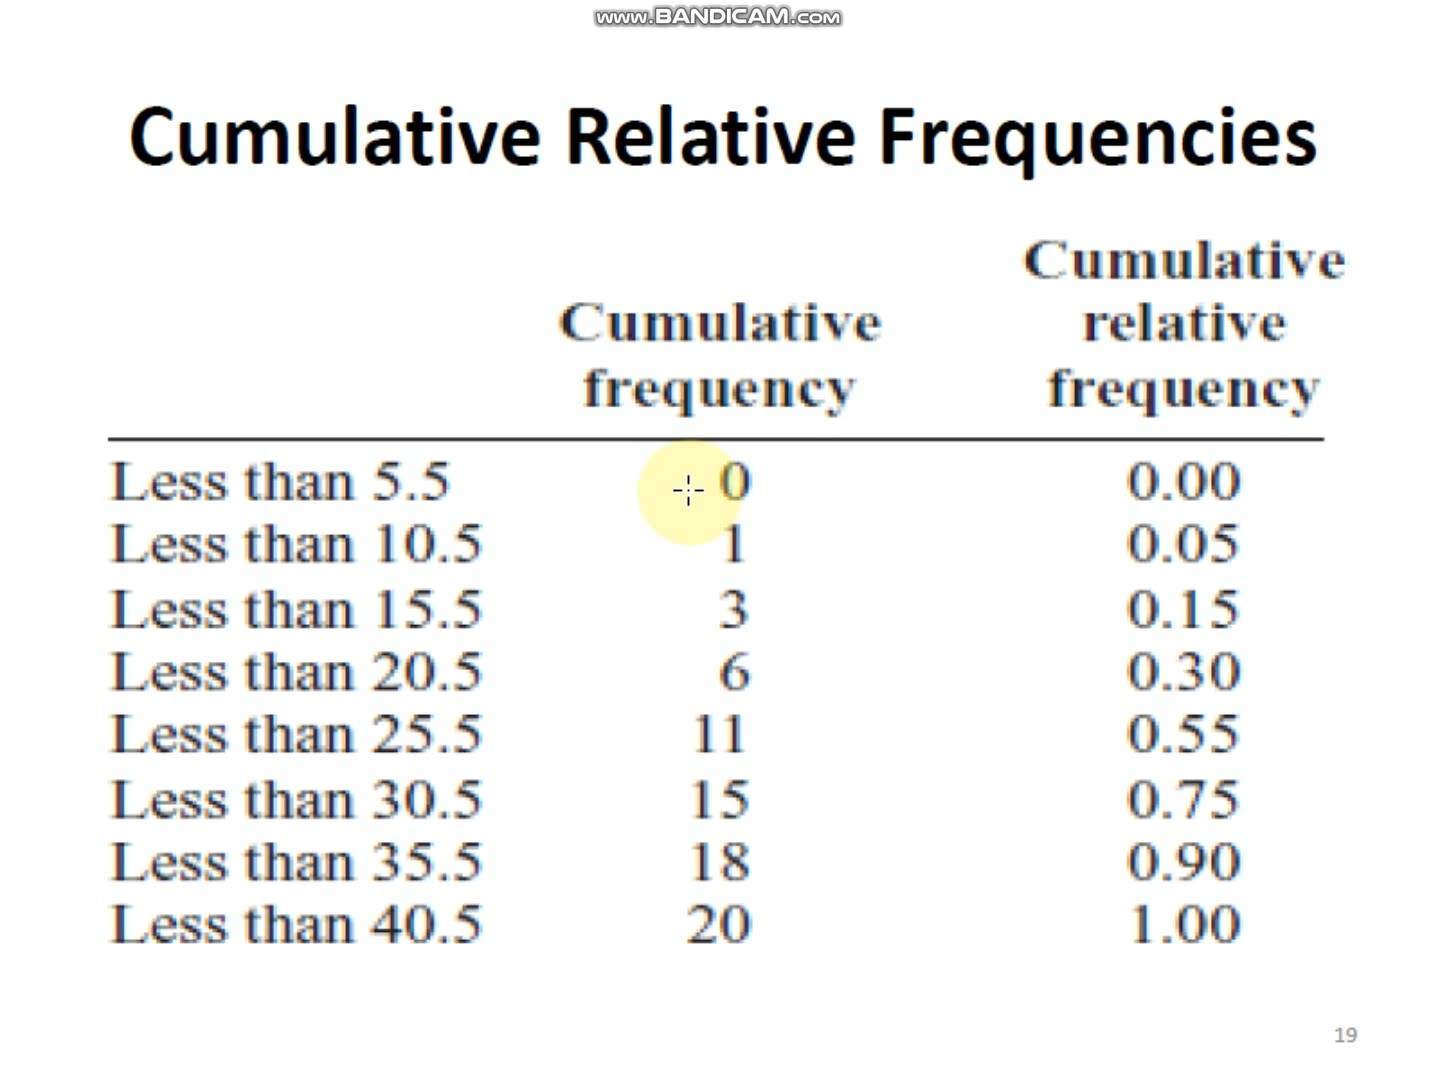 www.BANDICAM.com
Cumulative Relative Frequencies
Cumulative
Cumulative relative
frequency frequency
Less than 5.5 0 0.00
Less than 10.5 1 0.05
Less than 15.5 3 0.15
Less than 20.5 6 0.30
Less than 25.5 11 0.55
Less than 30.5 15 0.75
Less than 35.5 18 0.90
Less than 40.5 20 1.00
19